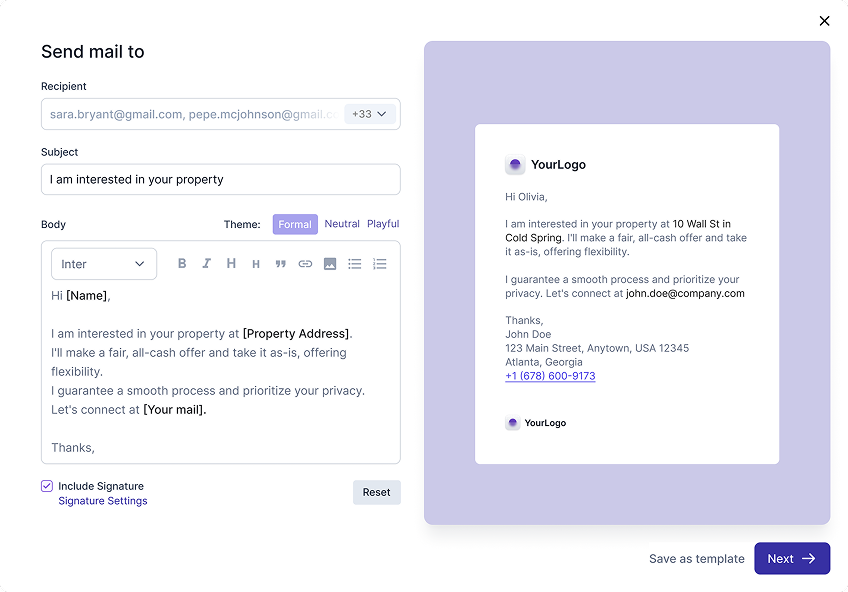 Send mail to
Recipient
sara.bryant@gmail.com, pepe.mcjohnson@gmail.cc +33
Subject
I am interested in your property
Body Theme: Formal Neutral Playful
Inter B I H H
Hi [Name],
I am interested in your property at [Property Address].
I'll make a fair, all-cash offer and take it as-is, offering
flexibility.
I guarantee a smooth process and prioritize your privacy.
Let's connect at [Your mail].
Thanks,
Include Signature
Signature Settings
Reset
YourLogo
Hi Olivia,
I am interested in your property at 10 Wall St in
Cold Spring. I'll make a fair, all-cash offer and take
it as-is, offering flexibility.
I guarantee a smooth process and prioritize your
privacy. Let's connect at john.doe@company.com
Thanks,
John Doe
123 Main Street, Anytown, USA 12345
Atlanta, Georgia
+1 (678) 600-9173
YourLogo
Save as template
Next